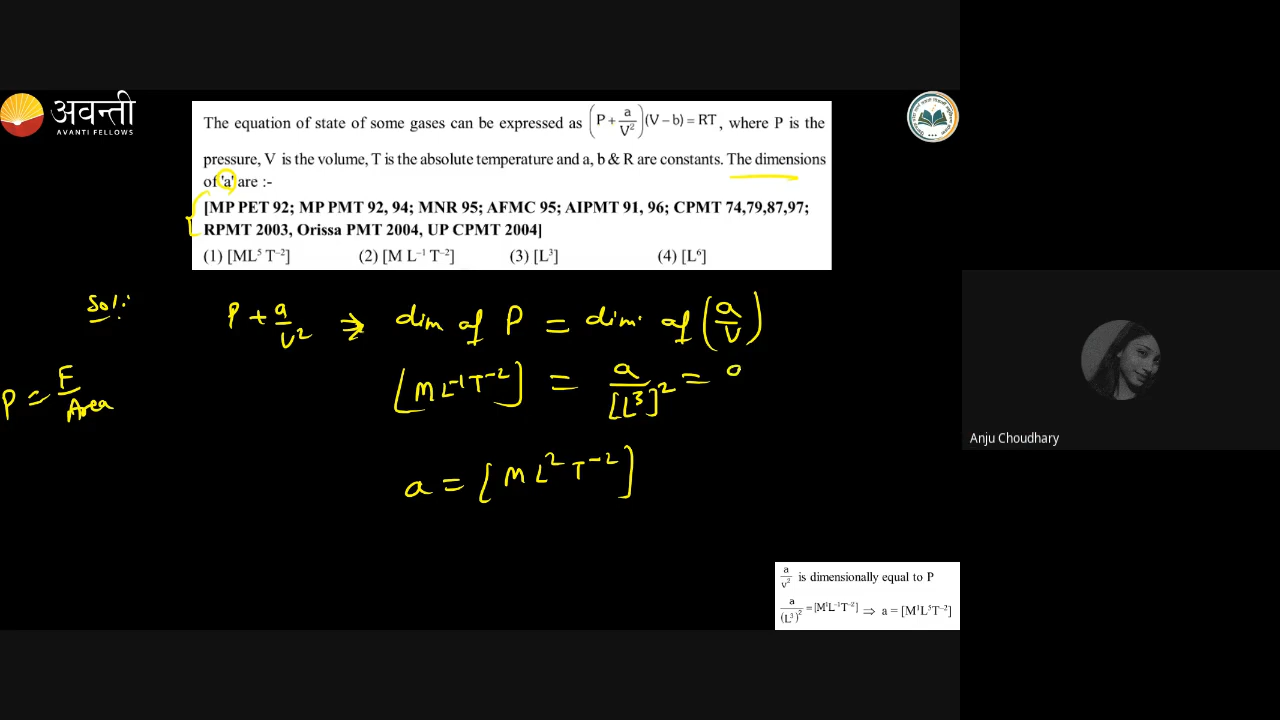 अवन्ती
AVANTI FELLOWS
The equation of state of some gases can be expressed as (P + a/V²)(V – b) = RT, where P is the
pressure, V is the volume, T is the absolute temperature and a, b & R are constants. The dimensions
of 'a' are :-
[MP PET 92; MP PMT 92, 94; MNR 95; AFMC 95; AIPMT 91, 96; CPMT 74,79,87,97;
RPMT 2003, Orissa PMT 2004, UP CPMT 2004]
(1) [ML⁵ T⁻²] (2) [M L⁻¹ T⁻²] (3) [L³] (4) [L⁶]
Sol:
P + a/V² ⇒ dim of P = dim. of (a/V)
[ML⁻¹T⁻²] = a/[L³]² = a
P = F/Area
a = [ML²T⁻²]
Anju Choudhary
a/v² is dimensionally equal to P
a/(L³)² = [M¹L⁻¹T⁻²] ⇒ a = [M¹L⁵T⁻²]